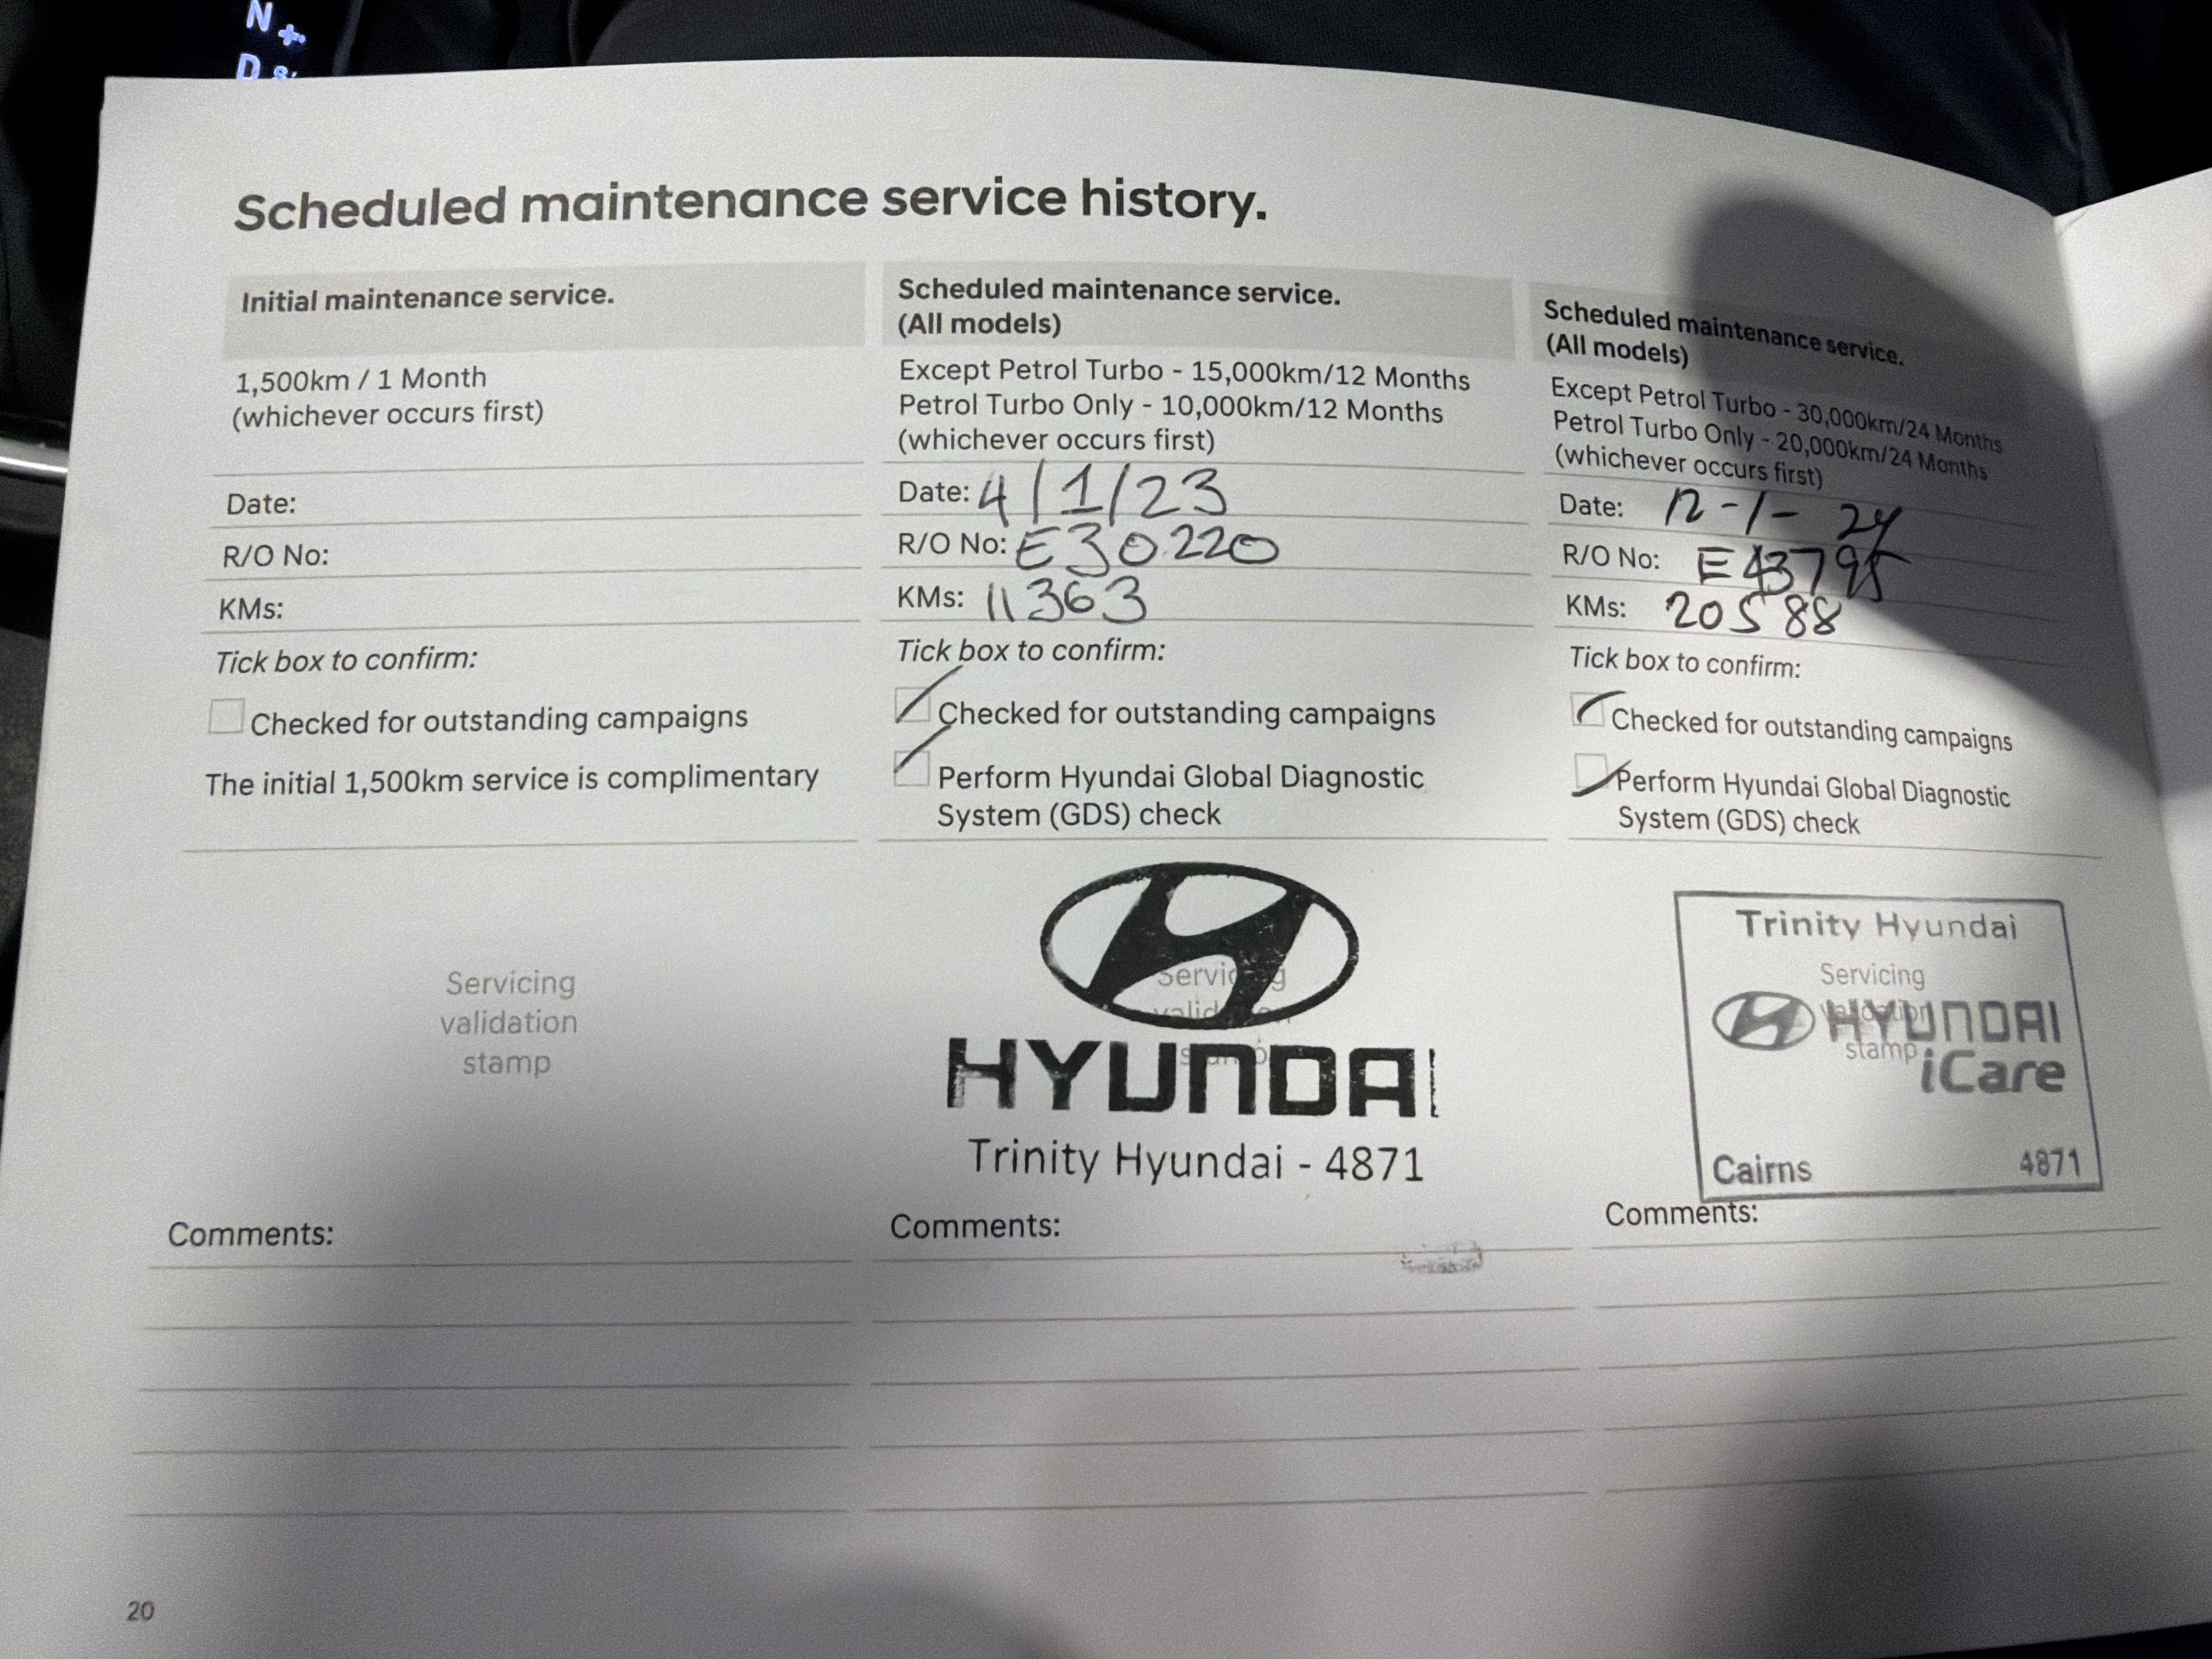 N +
D
Scheduled maintenance service history.
Initial maintenance service.
1,500km / 1 Month
(whichever occurs first)
Date:
R/O No:
KMs:
Tick box to confirm:
Checked for outstanding campaigns
The initial 1,500km service is complimentary
Servicing
validation
stamp
Comments:
Scheduled maintenance service.
(All models)
Except Petrol Turbo - 15,000km/12 Months
Petrol Turbo Only - 10,000km/12 Months
(whichever occurs first)
Date: 4/1/23
R/O No: E30220
KMs: 11363
Tick box to confirm:
Checked for outstanding campaigns
Perform Hyundai Global Diagnostic
System (GDS) check
Servicing
validation
stamp
HYUNDAI
Trinity Hyundai - 4871
Comments:
Scheduled maintenance service.
(All models)
Except Petrol Turbo - 30,000km/24 Months
Petrol Turbo Only - 20,000km/24 Months
(whichever occurs first)
Date: 12-1-24
R/O No: E43795
KMs: 20588
Tick box to confirm:
Checked for outstanding campaigns
Perform Hyundai Global Diagnostic
System (GDS) check
Trinity Hyundai
Servicing
validation
stamp
HYUNDAI
iCare
Cairns 4871
Comments:
20